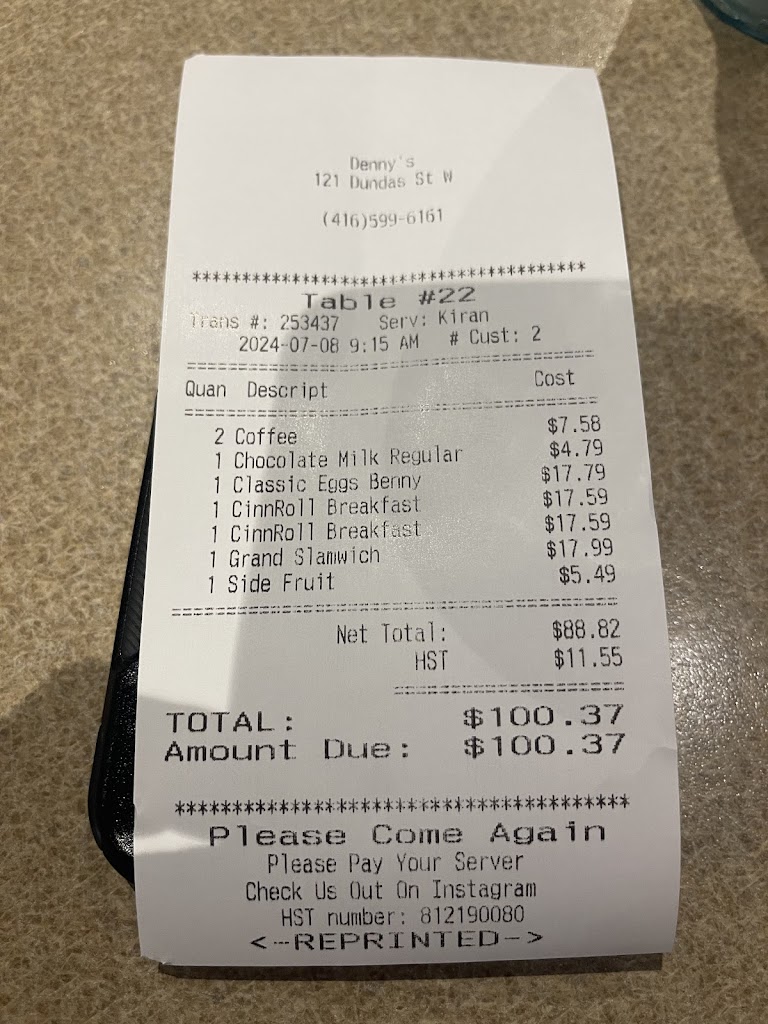 Denny's
121 Dundas St W
(416)599-6161
****************************************
Table #22
Trans #: 253437 Serv: Kiran
2024-07-08 9:15 AM # Cust: 2
========================================
Quan Descript Cost
========================================
2 Coffee $7.58
1 Chocolate Milk Regular $4.79
1 Classic Eggs Benny $17.79
1 CinnRoll Breakfast $17.59
1 CinnRoll Breakfast $17.59
1 Grand Slamwich $17.99
1 Side Fruit $5.49
========================================
Net Total: $88.82
HST $11.55
====================
TOTAL: $100.37
Amount Due: $100.37
****************************************
Please Come Again
Please Pay Your Server
Check Us Out On Instagram
HST number: 812190080
<--REPRINTED-->